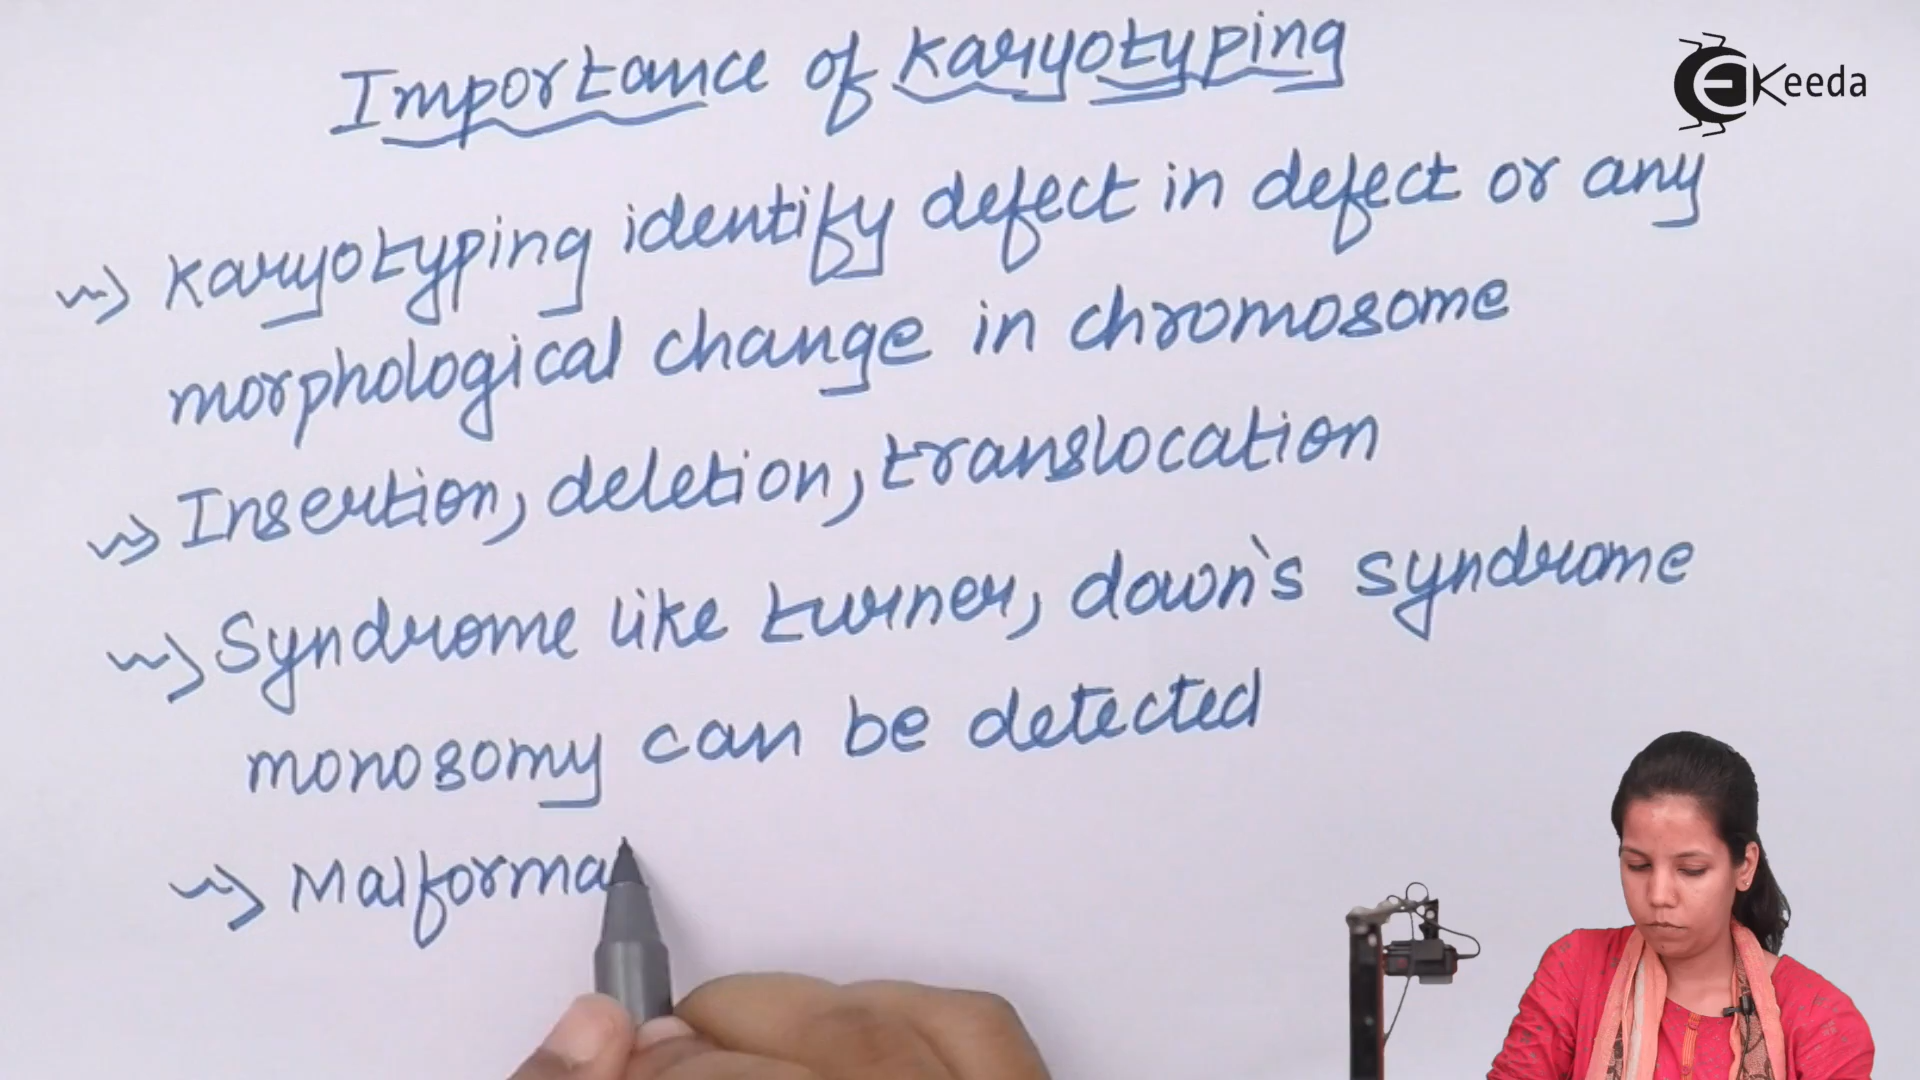 Importance of Karyotyping
Keeda
Karyotyping identify defect in defect or any
morphological change in chromosome
Insertion, deletion, translocation
Syndrome like turner, down's syndrome
monosomy can be detected
Malforma